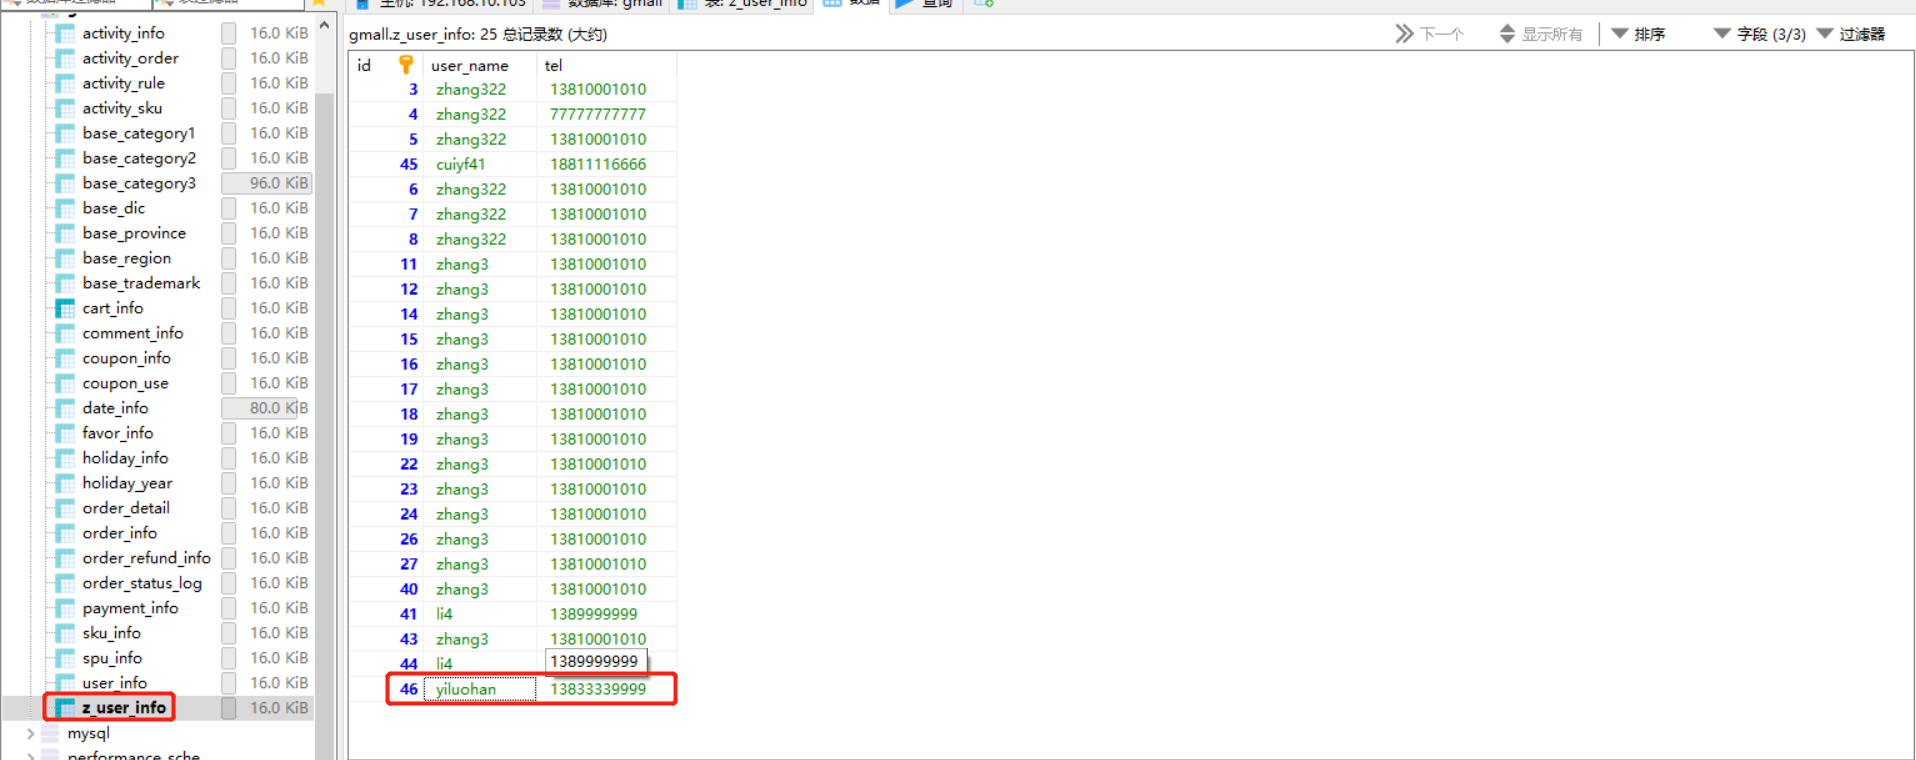 主机: 192.168.10.103 数据库: gmall 表: z_user_info 数据 查询
gmall.z_user_info: 25 总记录数 (大约) 下一个 显示所有 排序 字段 (3/3) 过滤器
activity_info 16.0 KiB
activity_order 16.0 KiB
activity_rule 16.0 KiB
activity_sku 16.0 KiB
base_category1 16.0 KiB
base_category2 16.0 KiB
base_category3 96.0 KiB
base_dic 16.0 KiB
base_province 16.0 KiB
base_region 16.0 KiB
base_trademark 16.0 KiB
cart_info 16.0 KiB
comment_info 16.0 KiB
coupon_info 16.0 KiB
coupon_use 16.0 KiB
date_info 80.0 KiB
favor_info 16.0 KiB
holiday_info 16.0 KiB
holiday_year 16.0 KiB
order_detail 16.0 KiB
order_info 16.0 KiB
order_refund_info 16.0 KiB
order_status_log 16.0 KiB
payment_info 16.0 KiB
sku_info 16.0 KiB
spu_info 16.0 KiB
user_info 16.0 KiB
z_user_info 16.0 KiB
mysql
performance_sche
id user_name tel
3 zhang322 13810001010
4 zhang322 77777777777
5 zhang322 13810001010
45 cuiyf41 18811116666
6 zhang322 13810001010
7 zhang322 13810001010
8 zhang322 13810001010
11 zhang3 13810001010
12 zhang3 13810001010
14 zhang3 13810001010
15 zhang3 13810001010
16 zhang3 13810001010
17 zhang3 13810001010
18 zhang3 13810001010
19 zhang3 13810001010
22 zhang3 13810001010
23 zhang3 13810001010
24 zhang3 13810001010
26 zhang3 13810001010
27 zhang3 13810001010
40 zhang3 13810001010
41 li4 1389999999
43 zhang3 13810001010
44 li4 1389999999
46 yiluohan 13833339999